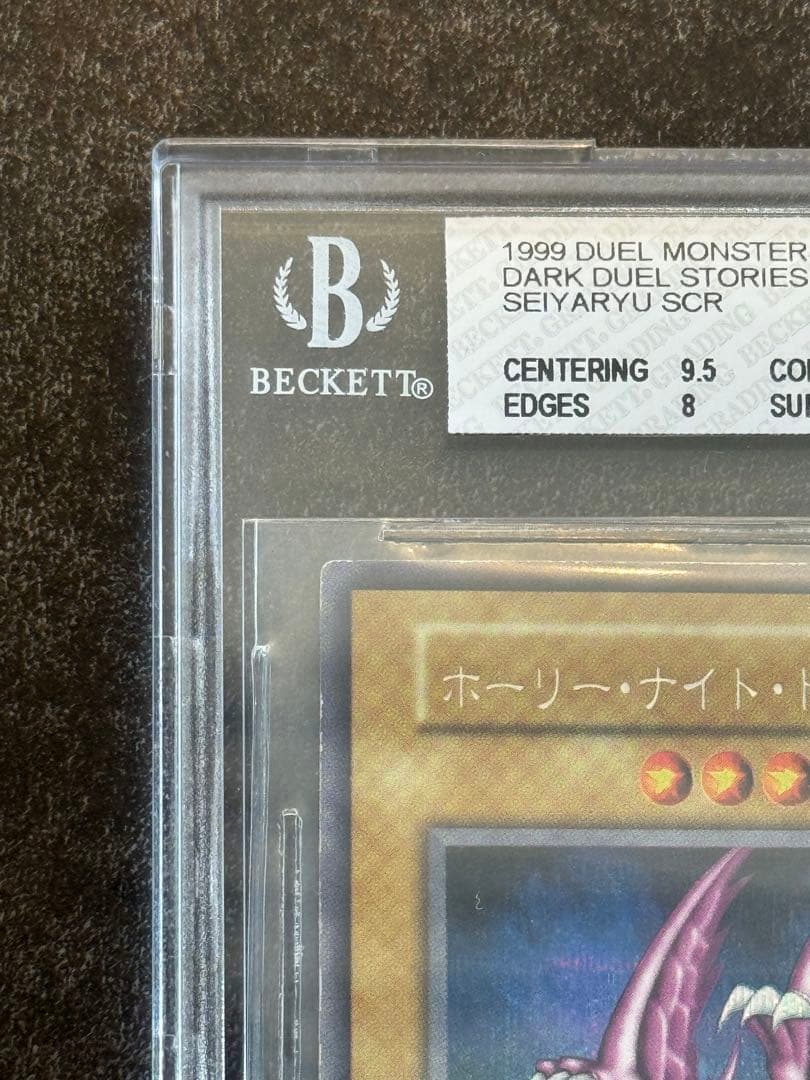 B
BECKETT®
1999 DUEL MONSTER
DARK DUEL STORIES
SEIYARYU SCR
CENTERING 9.5
EDGES 8
ホーリー・ナイト・